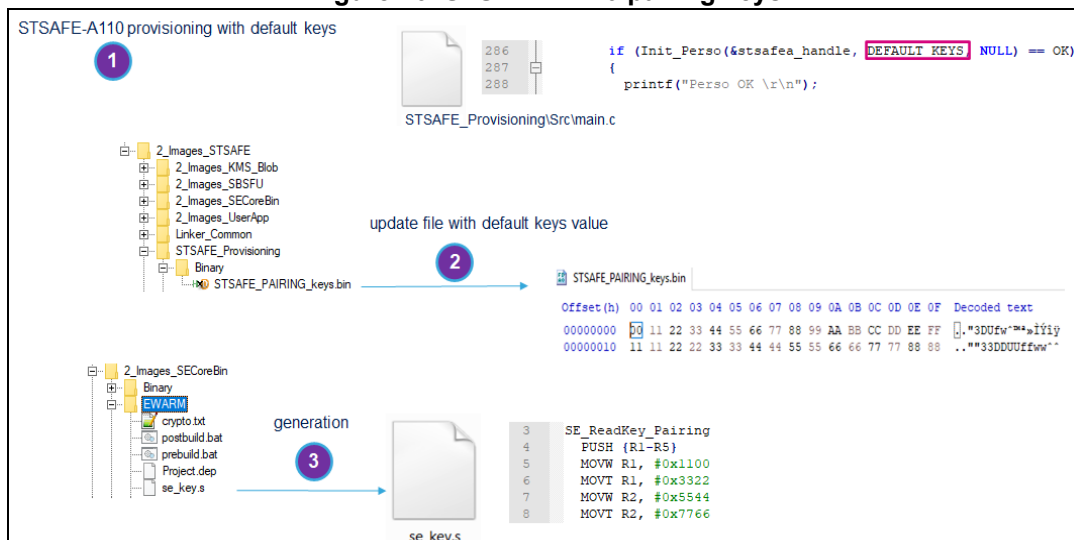 STSAFE-A110 provisioning with default keys
1
286 if (Init_Perso(&stsafea_handle, DEFAULT_KEYS, NULL) == OK)
287 {
288 printf("Perso OK \r\n");
STSAFE_Provisioning\Src\main.c
2_Images_STSAFE
2_Images_KMS_Blob
2_Images_SBSFU
2_Images_SECoreBin
2_Images_UserApp
Linker_Common
STSAFE_Provisioning
Binary
STSAFE_PAIRING_keys.bin
update file with default keys value
2
STSAFE_PAIRING_keys.bin
Offset(h) 00 01 02 03 04 05 06 07 08 09 0A 0B 0C 0D 0E 0F Decoded text
00000000 00 11 22 33 44 55 66 77 88 99 AA BB CC DD EE FF .."3DUfwˆ™ª»ÌÝîÿ
00000010 11 11 22 22 33 33 44 44 55 55 66 66 77 77 88 88 ..""33DDUUffwwˆˆ
2_Images_SECoreBin
Binary
EWARM
crypto.txt
postbuild.bat
prebuild.bat
Project.dep
se_key.s
generation
3
3 SE_ReadKey_Pairing
4 PUSH {R1-R5}
5 MOVW R1, #0x1100
6 MOVT R1, #0x3322
7 MOVW R2, #0x5544
8 MOVT R2, #0x7766
se_key.s